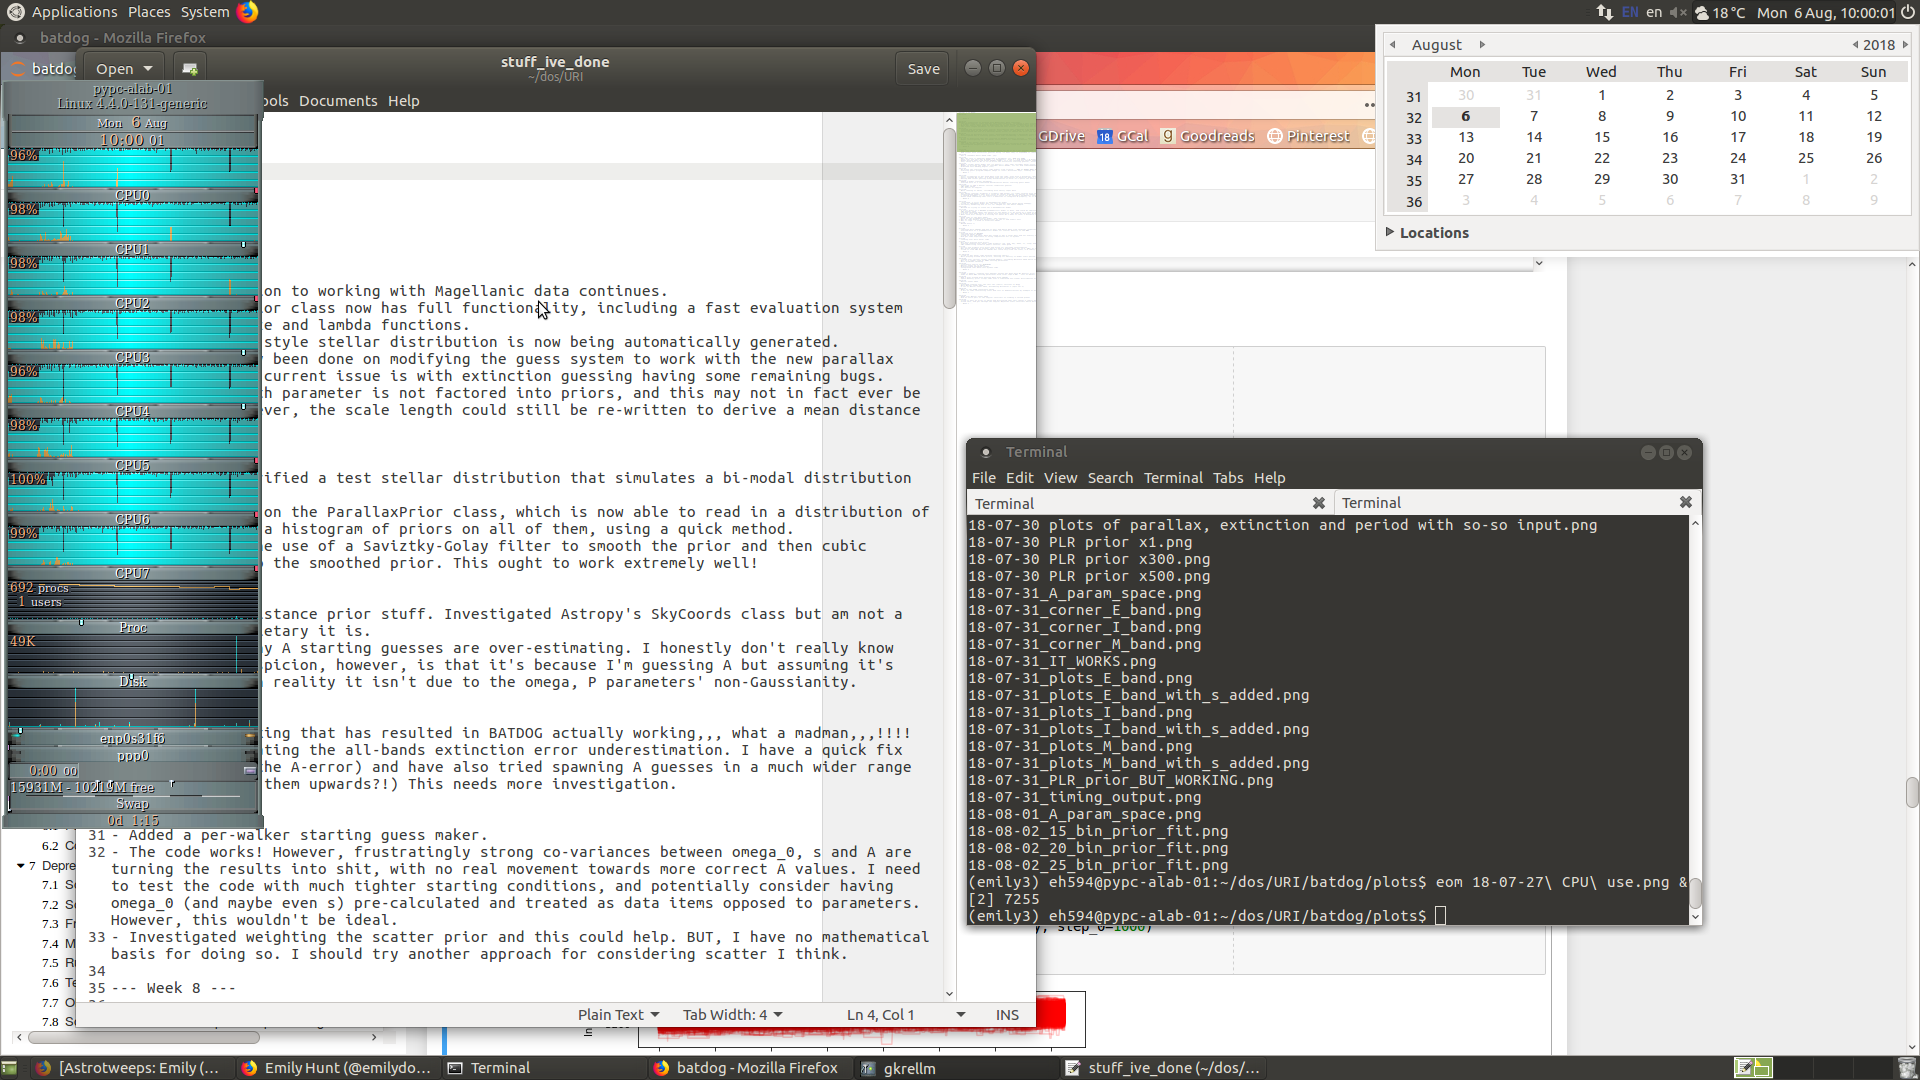 Applications Places System
EN en 18 °C Mon 6 Aug, 10:00:01
batdog - Mozilla Firefox
batdo
Open
stuff_ive_done
~/dos/URI
Save
ols Documents Help
GDrive GCal Goodreads Pinterest
August 2018
Mon Tue Wed Thu Fri Sat Sun
31 30 31 1 2 3 4 5
32 6 7 8 9 10 11 12
33 13 14 15 16 17 18 19
34 20 21 22 23 24 25 26
35 27 28 29 30 31 1 2
36 3 4 5 6 7 8 9
Locations
pypc-alab-01
Linux 4.4.0-131-generic
Mon 6 Aug
10:00 01
96%
CPU0
98%
CPU1
98%
CPU2
98%
CPU3
96%
CPU4
98%
CPU5
100%
CPU6
99%
CPU7
692 procs
1 users
Proc
49K
Disk
enp0s31f6
ppp0
0:00 00
15931M - 10219M free
Swap
0d 1:15
on to working with Magellanic data continues.
or class now has full functionality, including a fast evaluation system
e and lambda functions.
style stellar distribution is now being automatically generated.
been done on modifying the guess system to work with the new parallax
current issue is with extinction guessing having some remaining bugs.
h parameter is not factored into priors, and this may not in fact ever be
ver, the scale length could still be re-written to derive a mean distance
ified a test stellar distribution that simulates a bi-modal distribution
on the ParallaxPrior class, which is now able to read in a distribution of
a histogram of priors on all of them, using a quick method.
e use of a Saviztky-Golay filter to smooth the prior and then cubic
the smoothed prior. This ought to work extremely well!
stance prior stuff. Investigated Astropy's SkyCoords class but am not a
etary it is.
y A starting guesses are over-estimating. I honestly don't really know
picion, however, is that it's because I'm guessing A but assuming it's
reality it isn't due to the omega, P parameters' non-Gaussianity.
ing that has resulted in BATDOG actually working,,, what a madman,,,!!!!
ting the all-bands extinction error underestimation. I have a quick fix
he A-error) and have also tried spawning A guesses in a much wider range
them upwards?!) This needs more investigation.
31 - Added a per-walker starting guess maker.
32 - The code works! However, frustratingly strong co-variances between omega_0, s and A are
turning the results into shit, with no real movement towards more correct A values. I need
to test the code with much tighter starting conditions, and potentially consider having
omega_0 (and maybe even s) pre-calculated and treated as data items opposed to parameters.
However, this wouldn't be ideal.
33 - Investigated weighting the scatter prior and this could help. BUT, I have no mathematical
basis for doing so. I should try another approach for considering scatter I think.
34
35 --- Week 8 ---
Plain Text Tab Width: 4 Ln 4, Col 1 INS
6.2
7 Depre
7.1
7.2
7.3
7.4
7.5
7.6
7.7
7.8
Terminal
File Edit View Search Terminal Tabs Help
Terminal Terminal
18-07-30 plots of parallax, extinction and period with so-so input.png
18-07-30 PLR prior x1.png
18-07-30 PLR prior x300.png
18-07-30 PLR prior x500.png
18-07-31_A_param_space.png
18-07-31_corner_E_band.png
18-07-31_corner_I_band.png
18-07-31_corner_M_band.png
18-07-31_IT_WORKS.png
18-07-31_plots_E_band.png
18-07-31_plots_E_band_with_s_added.png
18-07-31_plots_I_band.png
18-07-31_plots_I_band_with_s_added.png
18-07-31_plots_M_band.png
18-07-31_plots_M_band_with_s_added.png
18-07-31_PLR_prior_BUT_WORKING.png
18-07-31_timing_output.png
18-08-01_A_param_space.png
18-08-02_15_bin_prior_fit.png
18-08-02_20_bin_prior_fit.png
18-08-02_25_bin_prior_fit.png
(emily3) eh594@pypc-alab-01:~/dos/URI/batdog/plots$ eom 18-07-27\ CPU\ use.png &
[2] 7255
(emily3) eh594@pypc-alab-01:~/dos/URI/batdog/plots$
step_0=1000)
[Astrotweeps: Emily (... Emily Hunt (@emilydo... Terminal batdog - Mozilla Firefox gkrellm stuff_ive_done (~/dos/...